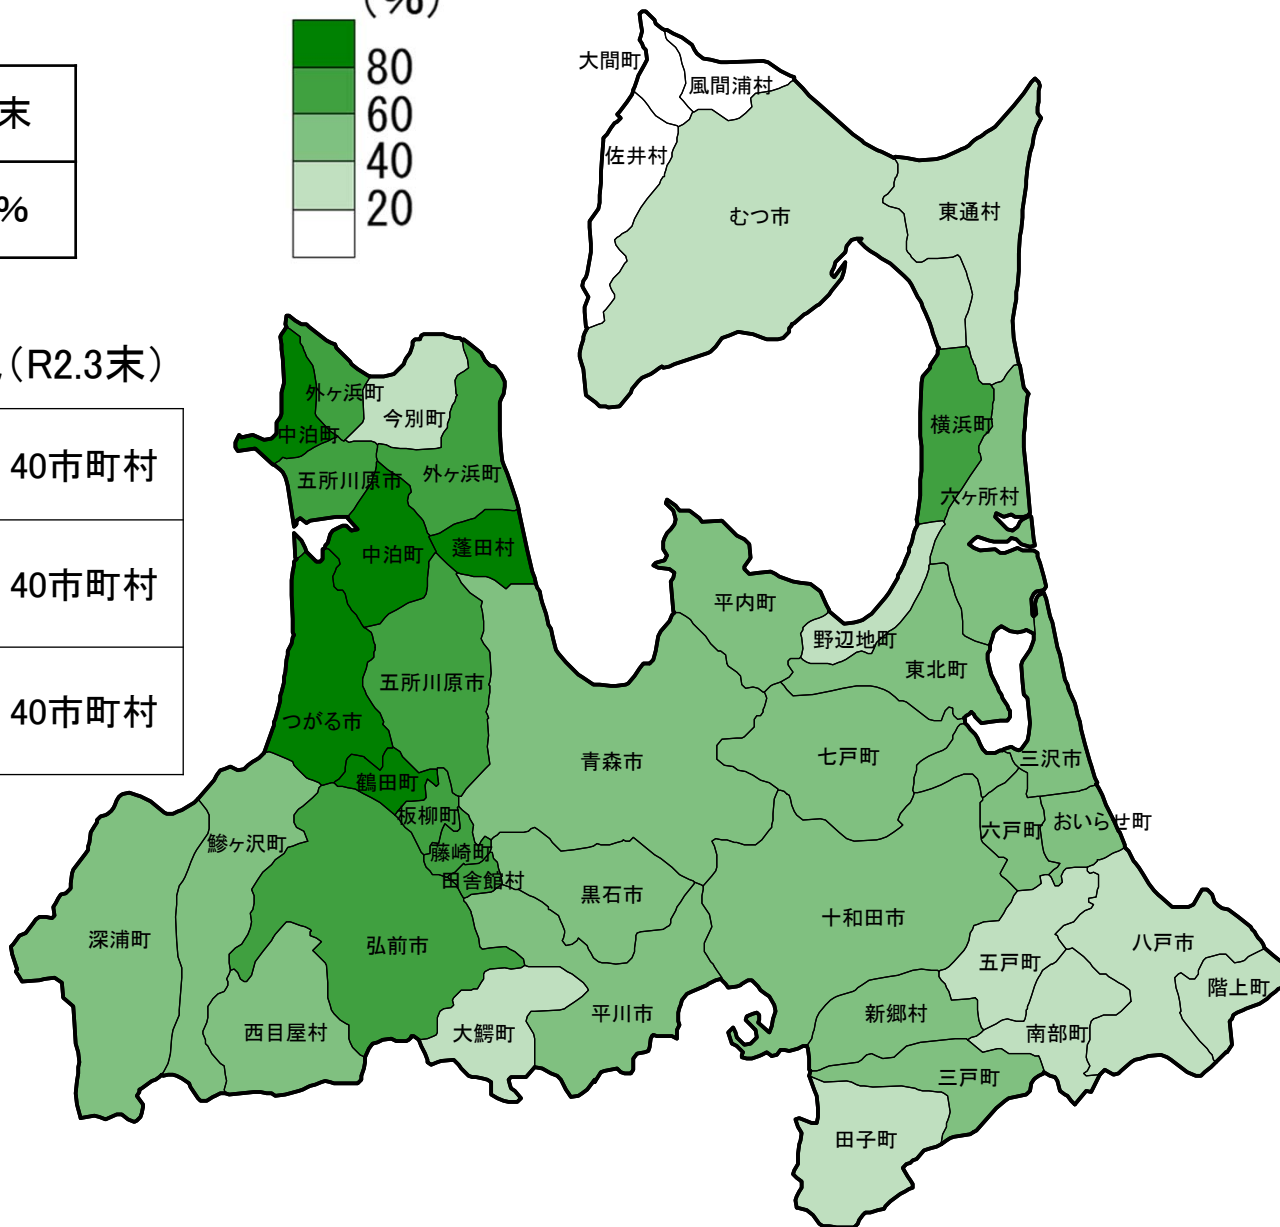 (%)
末
%
80
60
40
20
(R2.3末)
40市町村
40市町村
40市町村
大間町
風間浦村
佐井村
むつ市
東通村
外ヶ浜町
今別町
中泊町
五所川原市
外ヶ浜町
横浜町
六ヶ所村
中泊町
蓬田村
平内町
野辺地町
東北町
五所川原市
つがる市
青森市
七戸町
三沢市
鶴田町
板柳町
六戸町
おいらせ町
鰺ヶ沢町
藤崎町
田舎館村
黒石市
十和田市
深浦町
弘前市
八戸市
五戸町
階上町
西目屋村
大鰐町
平川市
新郷村
南部町
三戸町
田子町